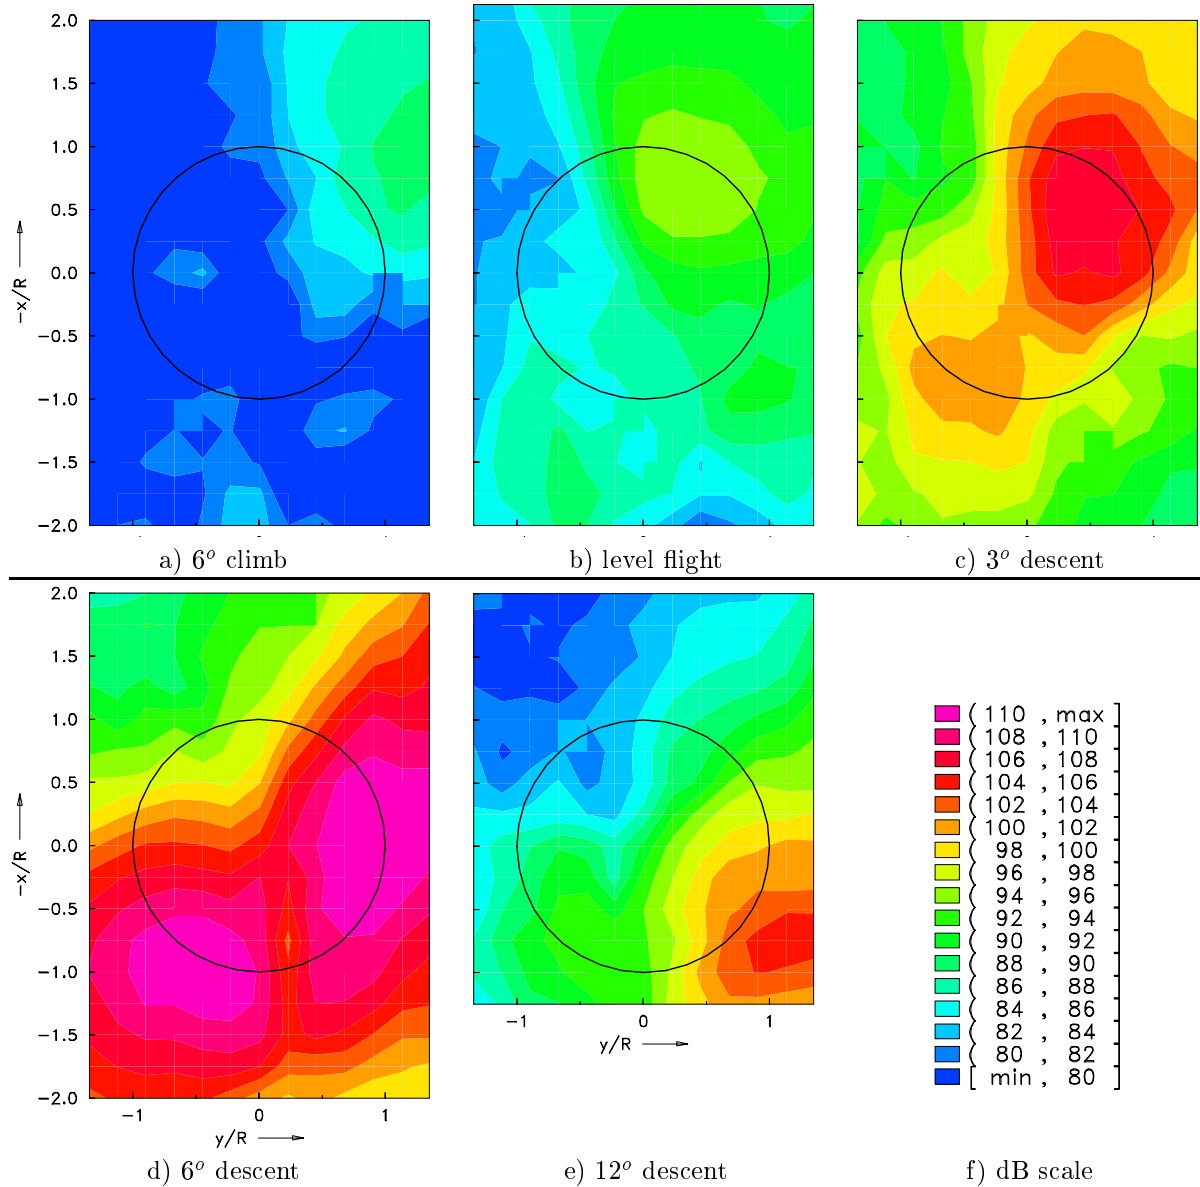 2.0
1.5
1.0
0.5
0.0
−0.5
−1.0
−1.5
−2.0
−x/R
a) 6° climb
b) level flight
c) 3° descent
2.0
1.5
1.0
0.5
0.0
−0.5
−1.0
−1.5
−2.0
−x/R
−1 0 1
y/R
−1 0 1
y/R
( 110 , max ]
( 108 , 110 ]
( 106 , 108 ]
( 104 , 106 ]
( 102 , 104 ]
( 100 , 102 ]
( 98 , 100 ]
( 96 , 98 ]
( 94 , 96 ]
( 92 , 94 ]
( 90 , 92 ]
( 88 , 90 ]
( 86 , 88 ]
( 84 , 86 ]
( 82 , 84 ]
( 80 , 82 ]
[ min , 80 ]
d) 6° descent
e) 12° descent
f) dB scale